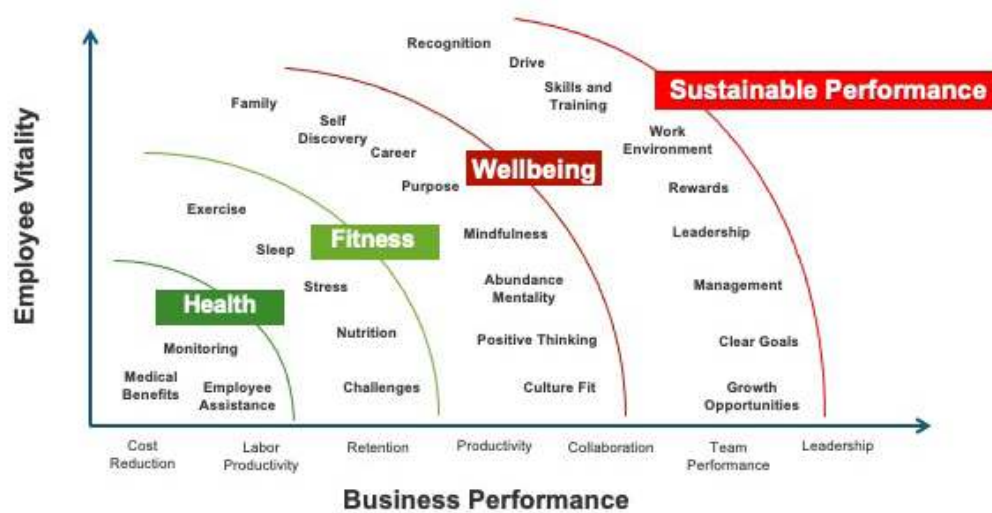 Recognition
Drive
Sustainable Performance
Skills and
Training
Family
Self
Discovery
Career
Work
Environment
Wellbeing
Purpose
Rewards
Exercise
Fitness
Mindfulness
Leadership
Sleep
Stress
Abundance
Mentality
Management
Health
Nutrition
Positive Thinking
Clear Goals
Monitoring
Medical
Benefits
Employee
Assistance
Challenges
Culture Fit
Growth
Opportunities
Employee Vitality
Cost
Reduction
Labor
Productivity
Retention
Productivity
Collaboration
Team
Performance
Leadership
Business Performance